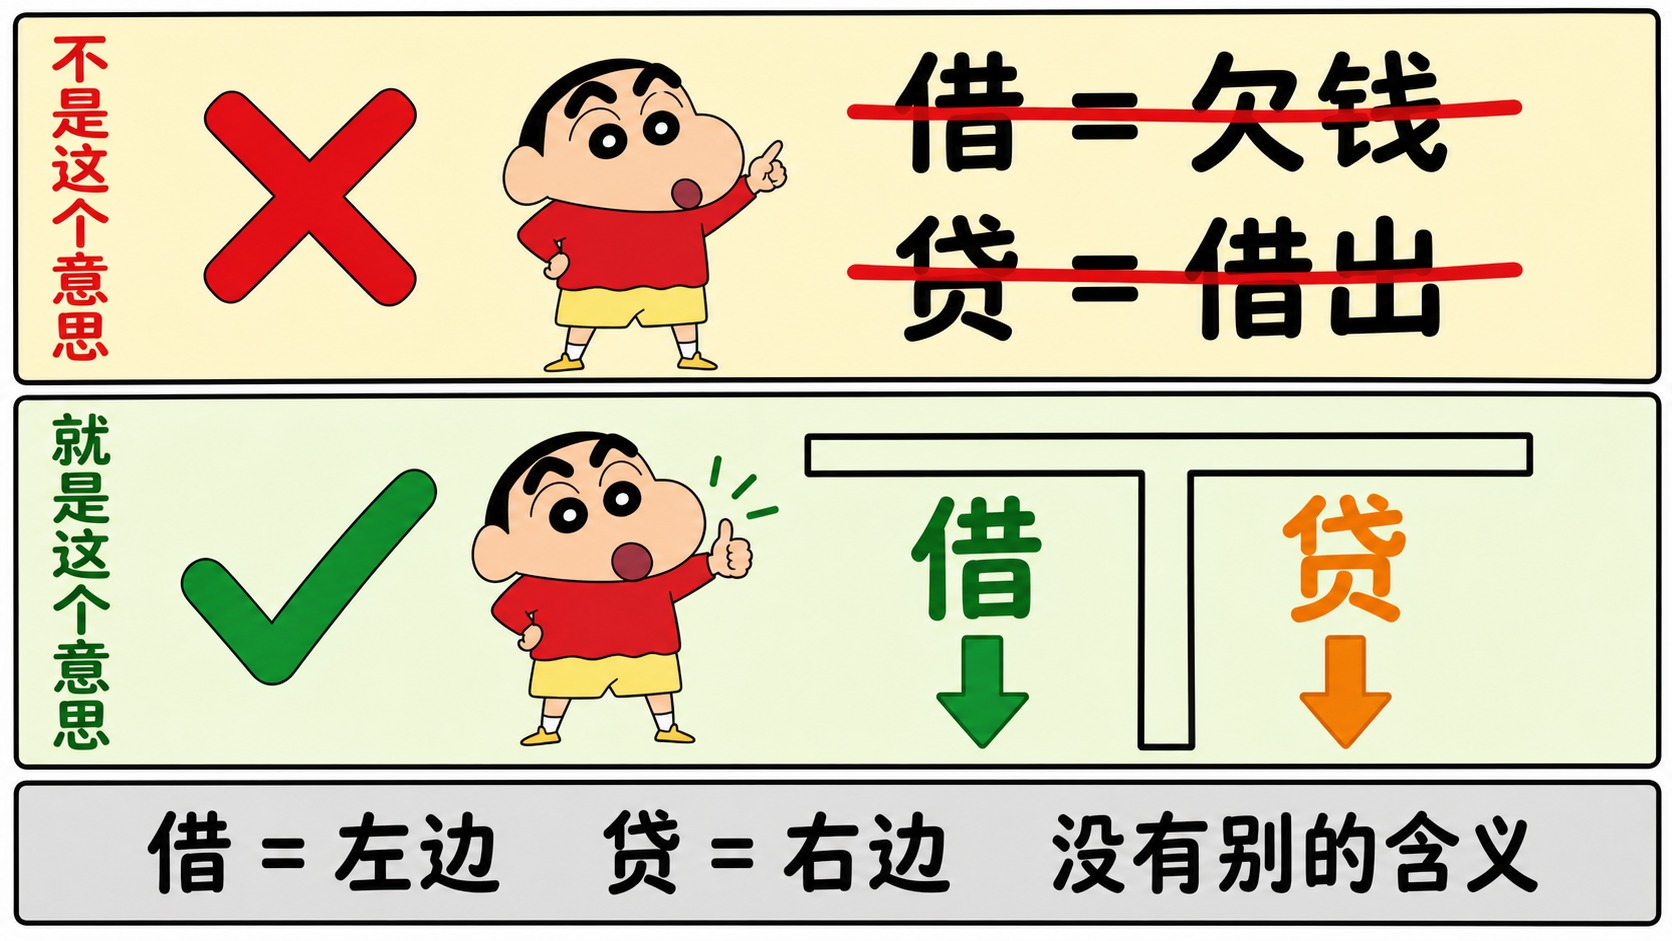 不是这个意思
借 = 欠钱
贷 = 借出
就是这个意思
借
贷
借 = 左边 贷 = 右边 没有别的含义